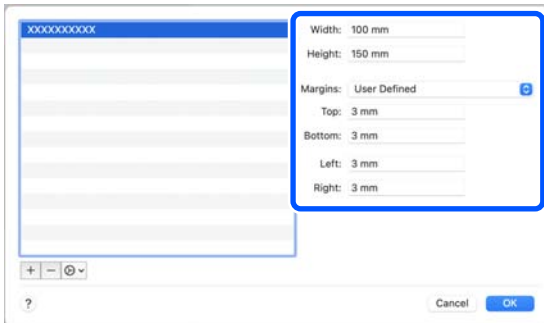 XXXXXXXXXX
Width: 100 mm
Height: 150 mm
Margins: User Defined
Top: 3 mm
Bottom: 3 mm
Left: 3 mm
Right: 3 mm
+ −
? Cancel OK